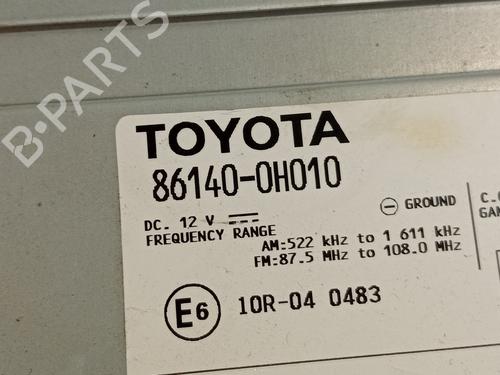 B-PARTS
TOYOTA
86140-0H010
DC. 12 V
FREQUENCY RANGE
AM:522 kHz to 1 611 kHz
FM:87.5 MHz to 108.0 MHz
GROUND
E6 10R-04 0483